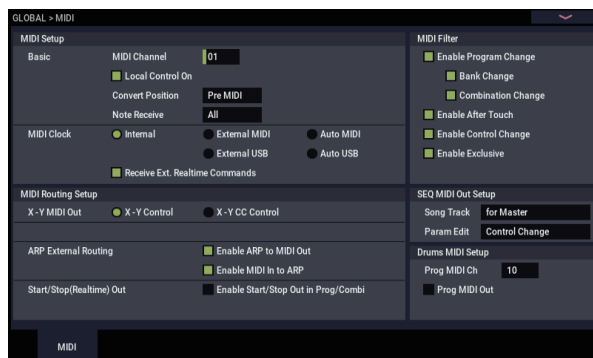 GLOBAL > MIDI
MIDI Setup
Basic
MIDI Channel
01
Local Control On
Convert Position
Pre MIDI
Note Receive
All
MIDI Clock
Internal
External MIDI
Auto MIDI
External USB
Auto USB
Receive Ext. Realtime Commands
MIDI Routing Setup
X-Y MIDI Out
X-Y Control
X-Y CC Control
ARP External Routing
Enable ARP to MIDI Out
Enable MIDI In to ARP
Start/Stop(Realtime) Out
Enable Start/Stop Out in Prog/Combi
MIDI Filter
Enable Program Change
Bank Change
Combination Change
Enable After Touch
Enable Control Change
Enable Exclusive
SEQ MIDI Out Setup
Song Track
for Master
Param Edit
Control Change
Drums MIDI Setup
Prog MIDI Ch
10
Prog MIDI Out
MIDI